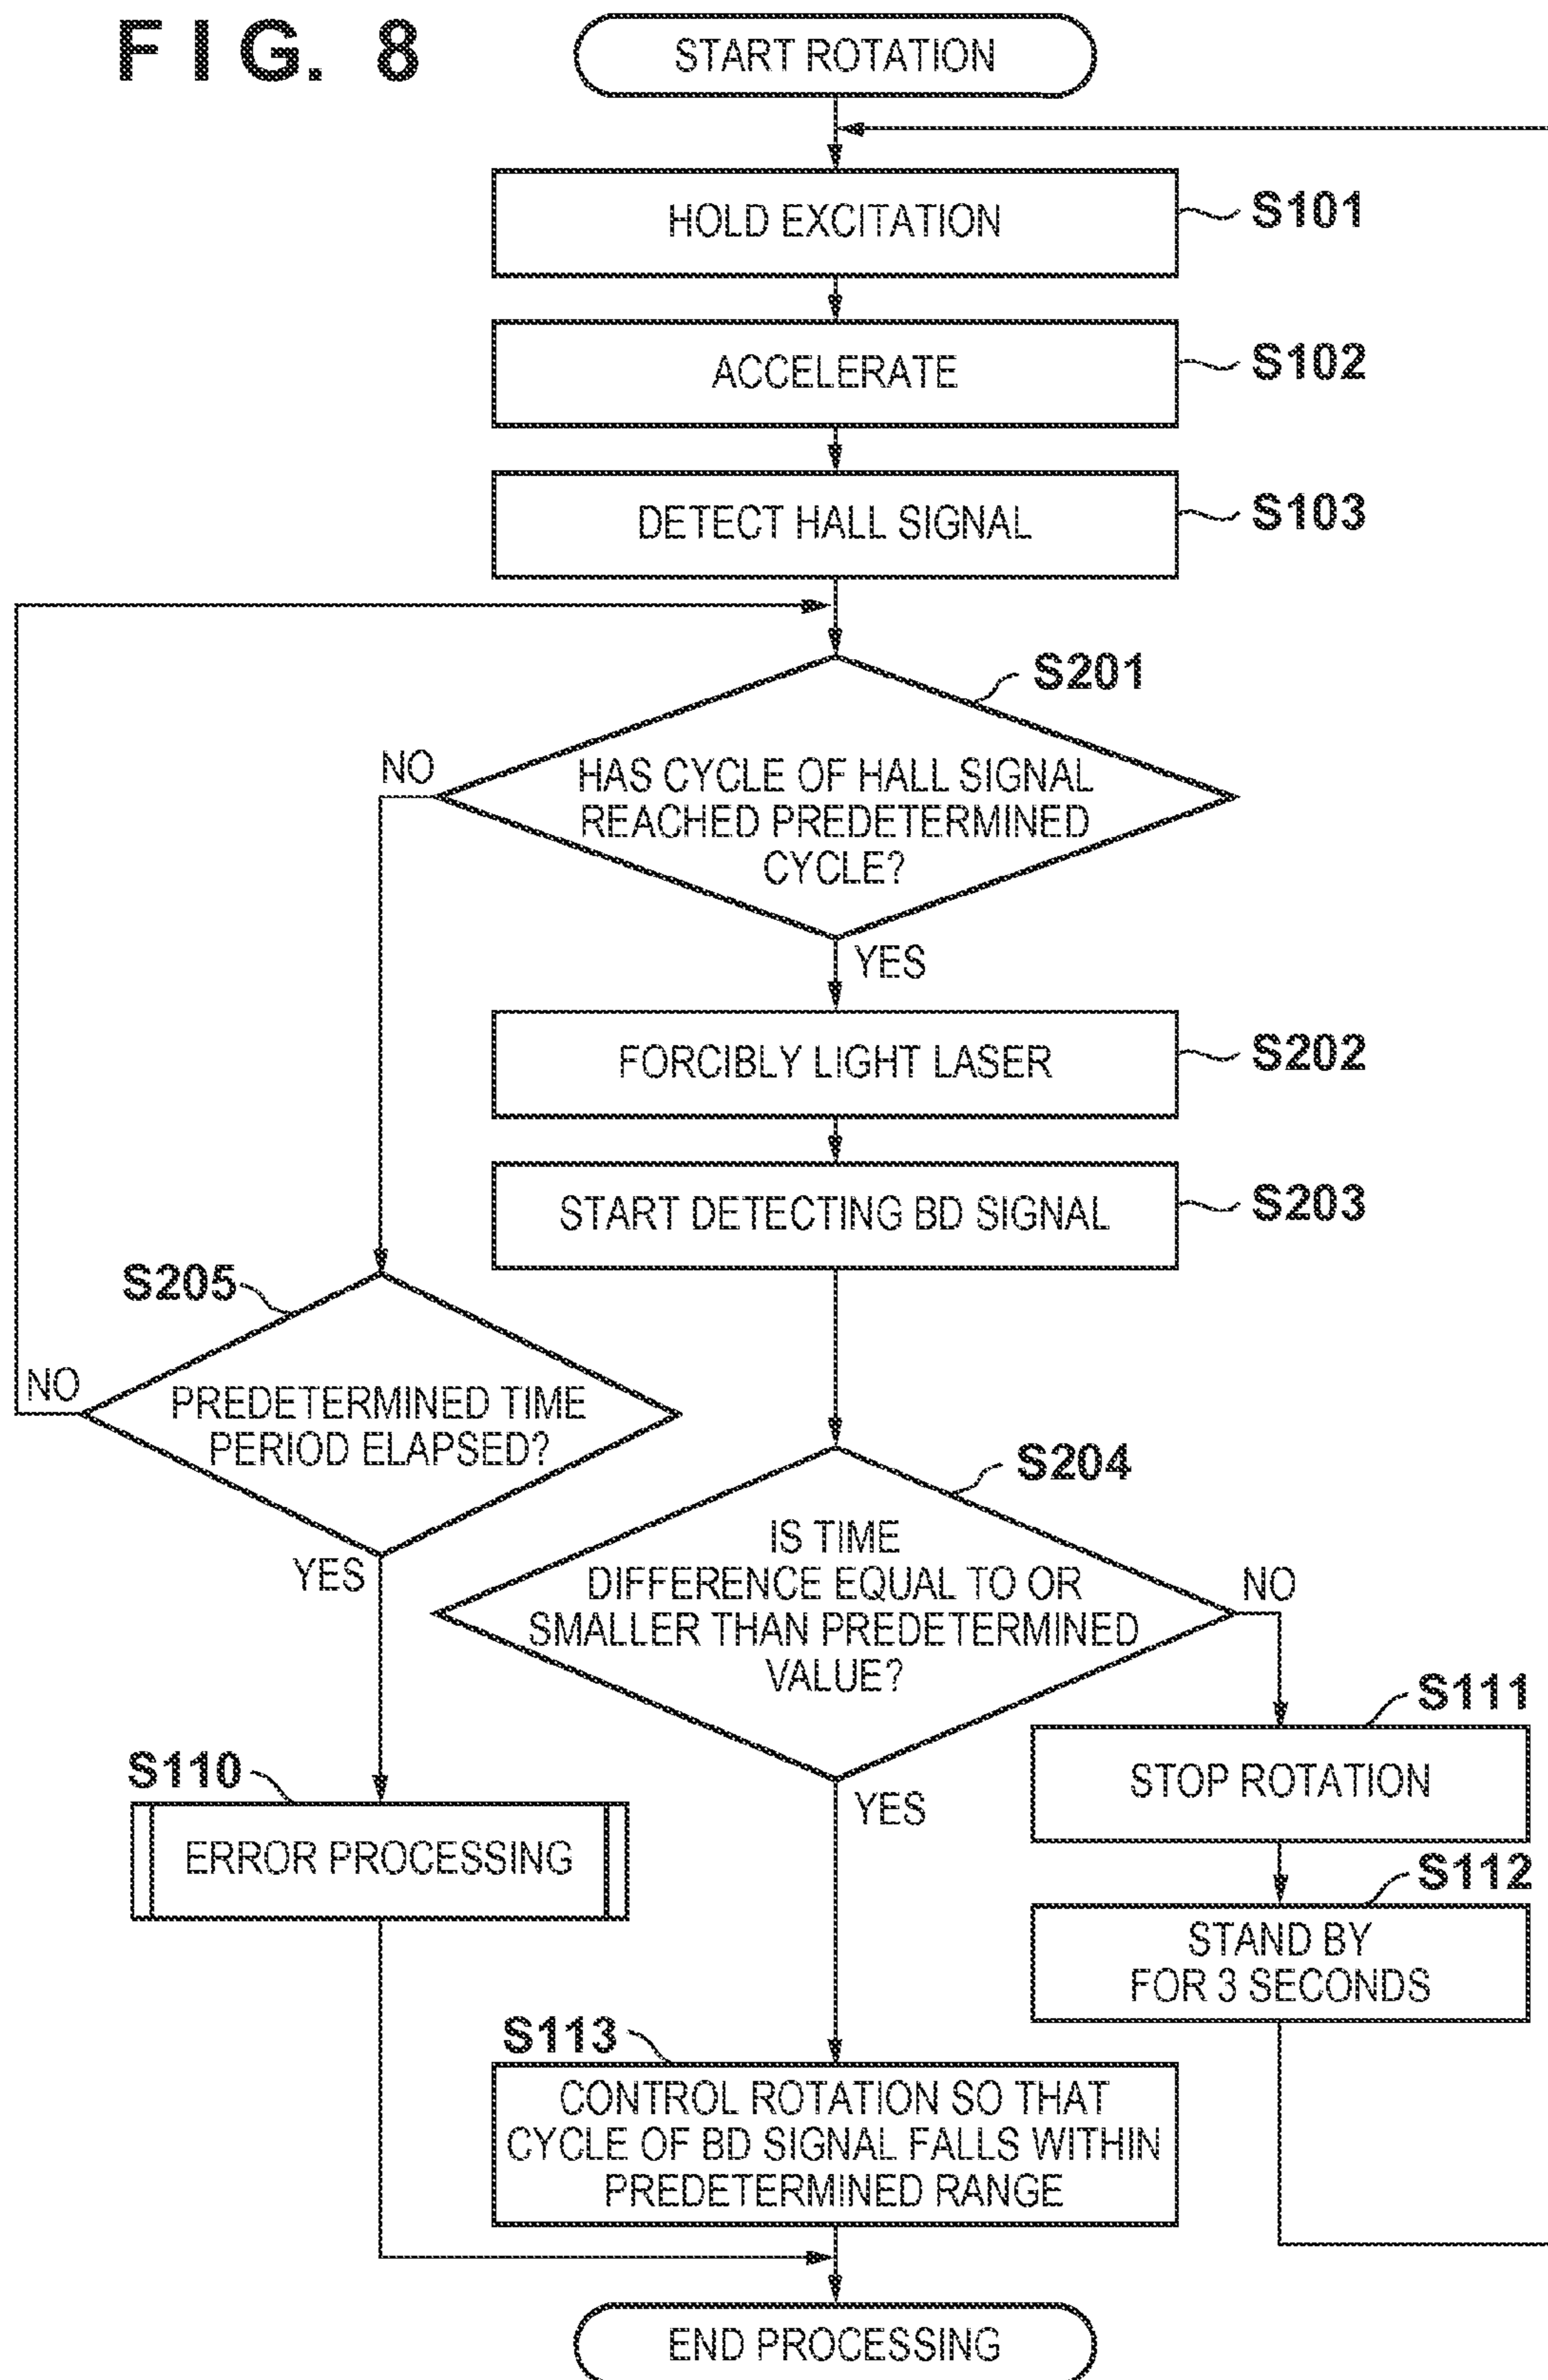 FIG. 8
START ROTATION
HOLD EXCITATION
S101
ACCELERATE
S102
DETECT HALL SIGNAL
S103
S201
NO
HAS CYCLE OF HALL SIGNAL
REACHED PREDETERMINED
CYCLE?
YES
FORCIBLY LIGHT LASER
S202
START DETECTING BD SIGNAL
S203
S205
NO
PREDETERMINED TIME
PERIOD ELAPSED?
YES
S204
IS TIME
DIFFERENCE EQUAL TO OR
SMALLER THAN PREDETERMINED
VALUE?
NO
YES
S111
STOP ROTATION
S110
ERROR PROCESSING
S112
STAND BY
FOR 3 SECONDS
S113
CONTROL ROTATION SO THAT
CYCLE OF BD SIGNAL FALLS WITHIN
PREDETERMINED RANGE
END PROCESSING